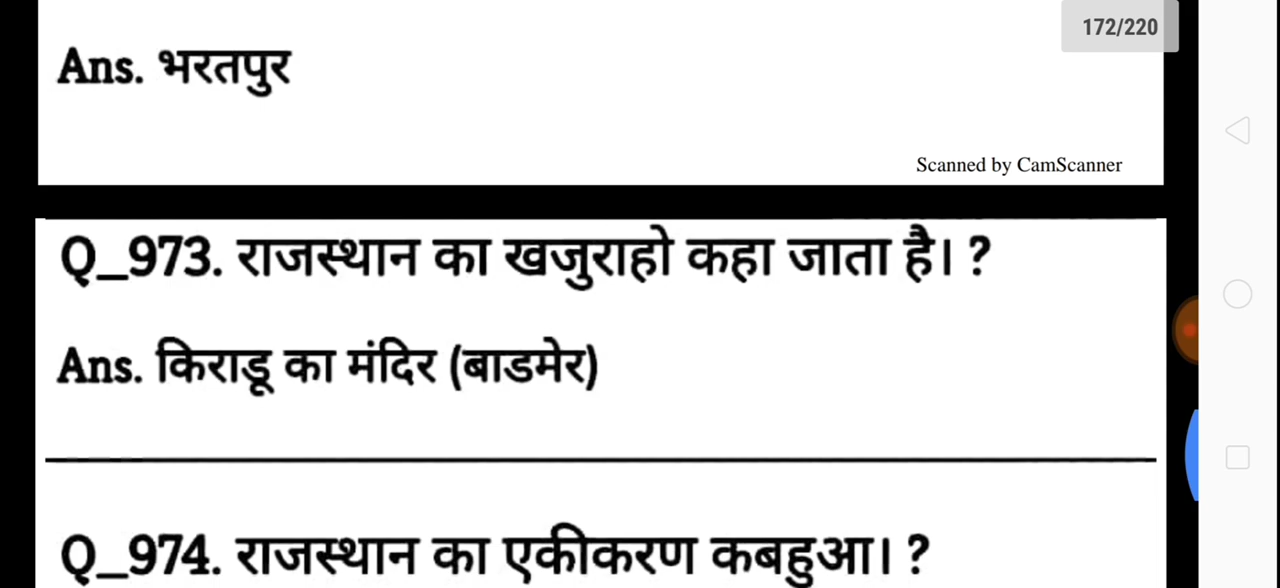 172/220
Ans. भरतपुर
Scanned by CamScanner
Q_973. राजस्थान का खजुराहो कहा जाता है। ?
Ans. किराडू का मंदिर (बाडमेर)
Q_974. राजस्थान का एकीकरण कबहुआ। ?